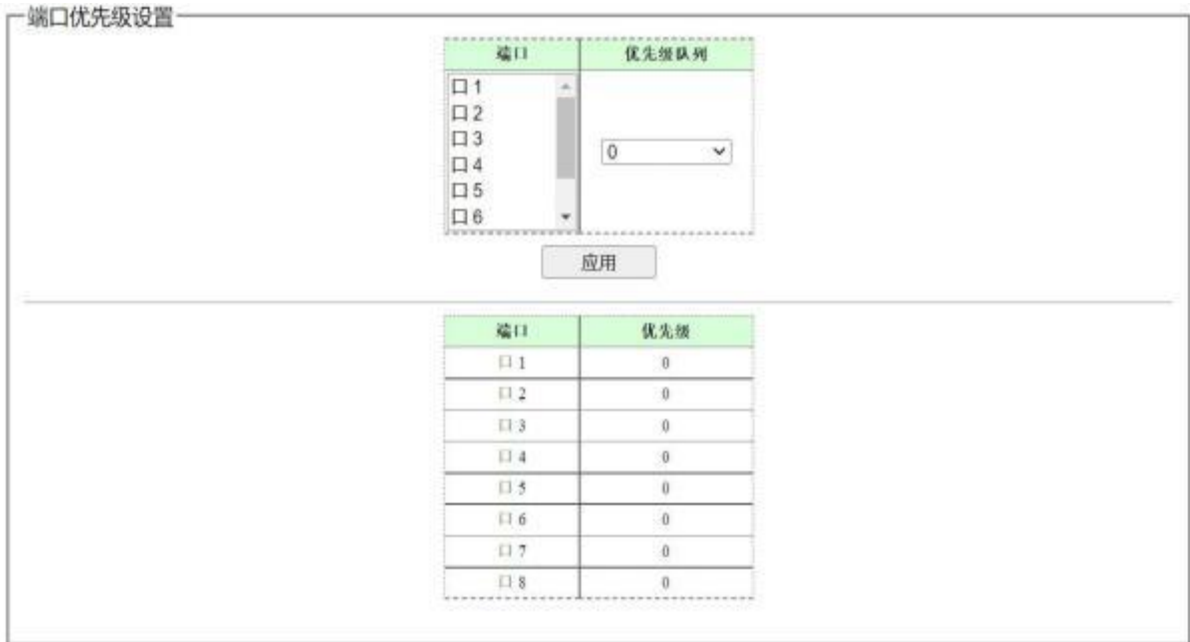 端口优先级设置
端口 优先级队列
口 1
口 2
口 3
口 4
口 5
口 6
0
应用
端口 优先级
口 1 0
口 2 0
口 3 0
口 4 0
口 5 0
口 6 0
口 7 0
口 8 0